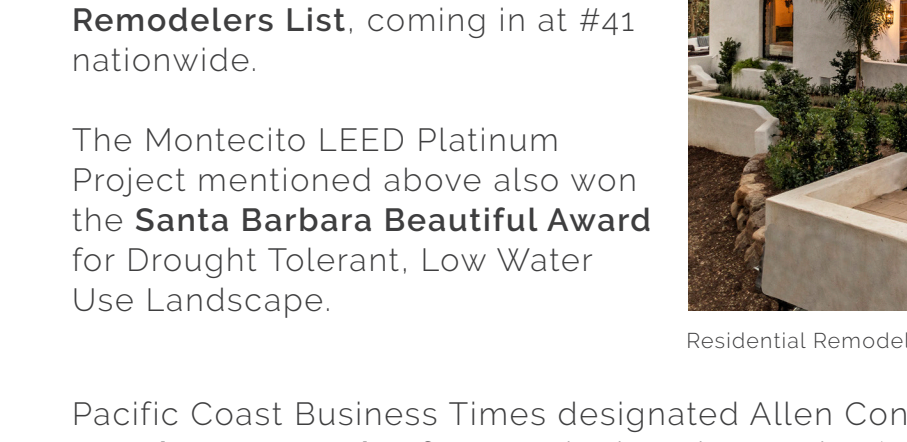 Remodelers List, coming in at #41
nationwide.
The Montecito LEED Platinum
Project mentioned above also won
the Santa Barbara Beautiful Award
for Drought Tolerant, Low Water
Use Landscape.
Residential Remodel
Pacific Coast Business Times designated Allen Con